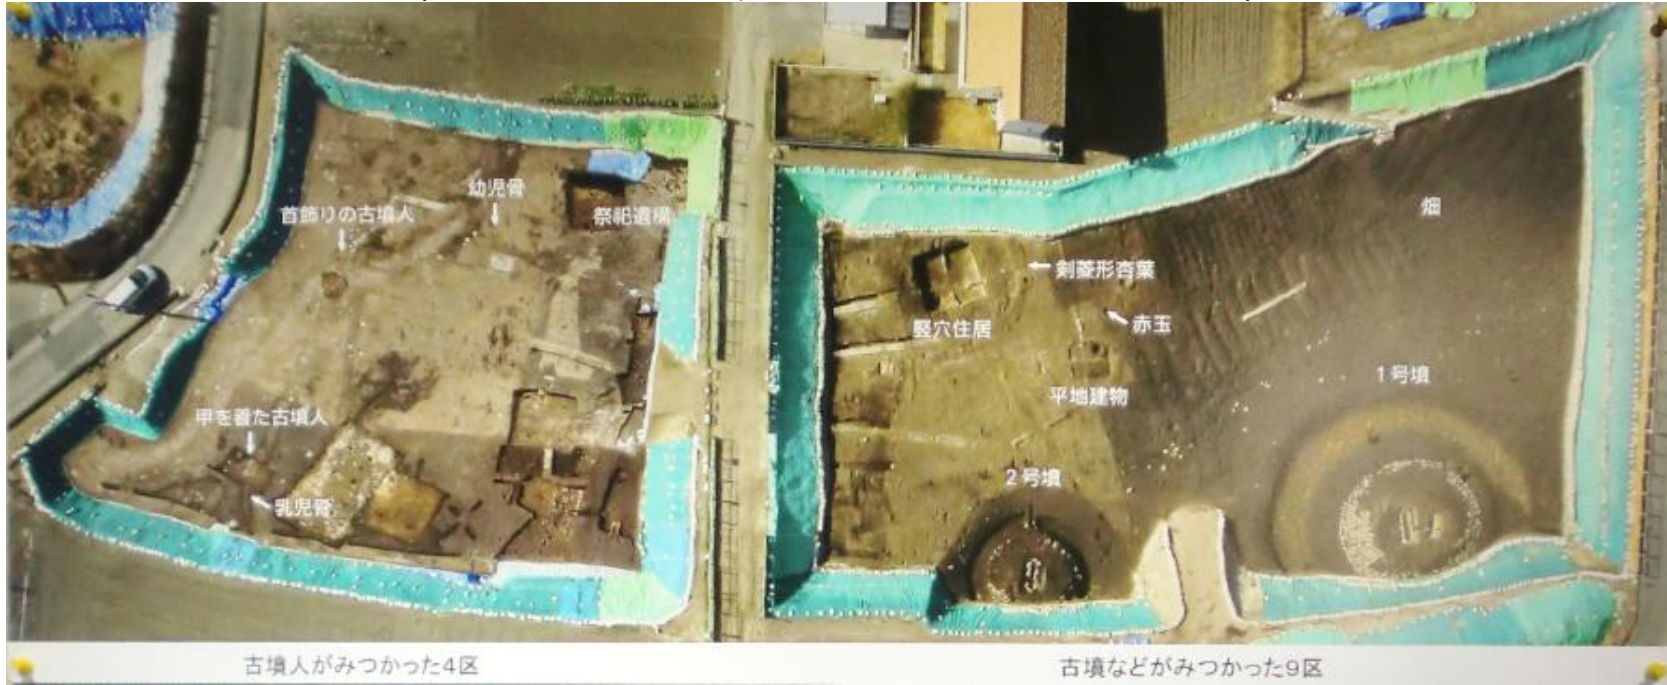 幼児骨
首飾りの古墳人
祭祀遺構
甲を着た古墳人
乳児骨
畑
剣菱形杏葉
竪穴住居
赤玉
平地建物
1号墳
2号墳
古墳人がみつかった4区
古墳などがみつかった9区